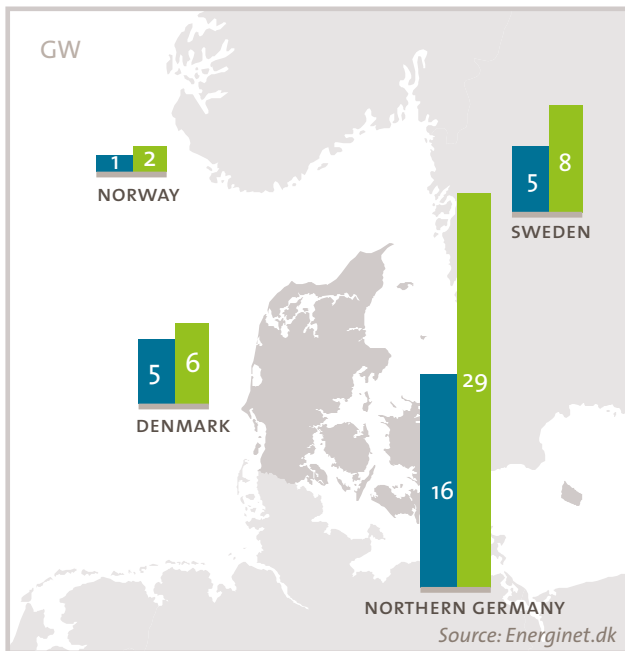 GW
1 2
NORWAY
5 8
SWEDEN
5 6
DENMARK
16 29
NORTHERN GERMANY
Source: Energinet.dk